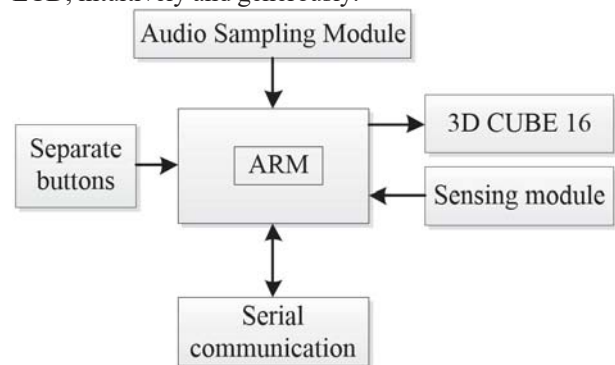 Audio Sampling Module
3D CUBE 16
Separate
buttons
ARM
Sensing module
Serial
communication